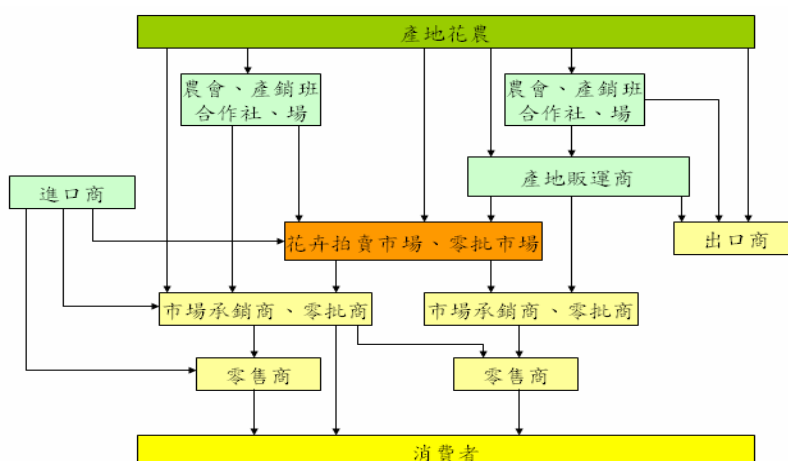 產地花農
農會、產銷班
合作社、場
農會、產銷班
合作社、場
產地販運商
進口商
花卉拍賣市場、零批市場
出口商
市場承銷商、零批商
市場承銷商、零批商
零售商
零售商
消費者